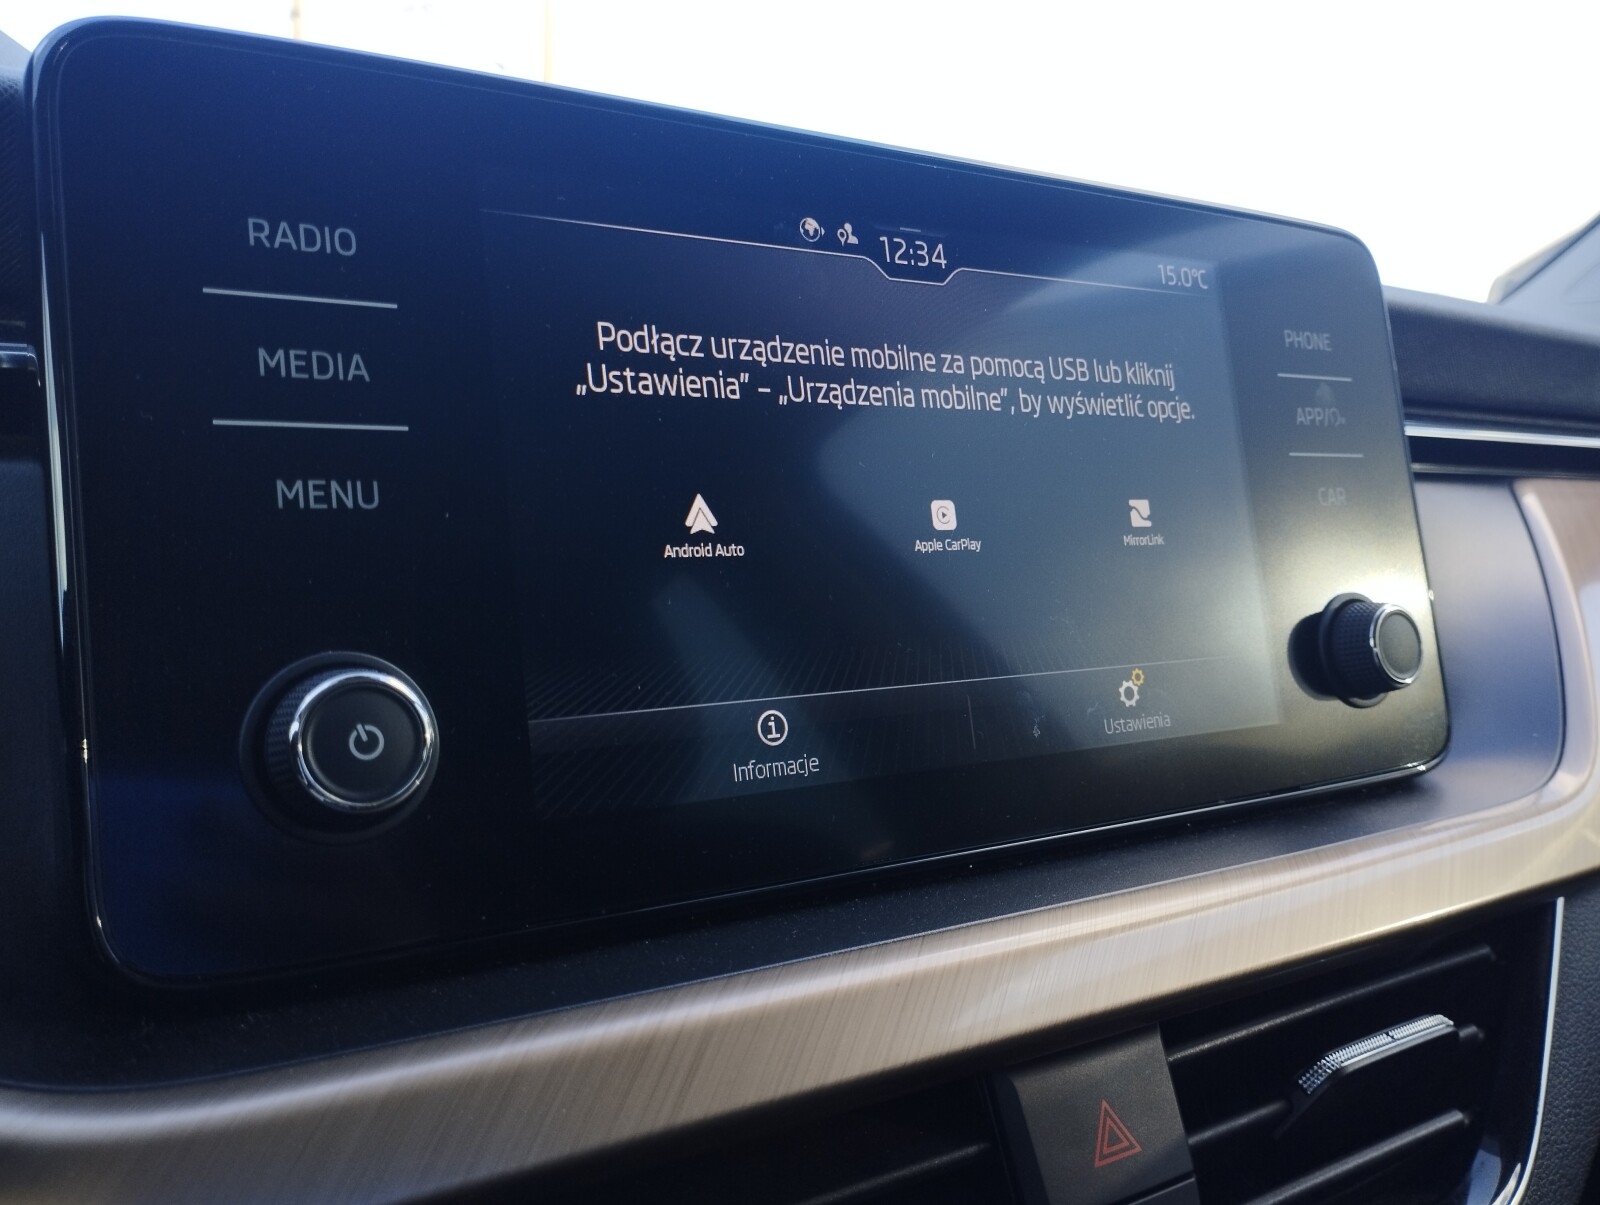 RADIO
MEDIA
MENU
12:34
15.0°C
Podłącz urządzenie mobilne za pomocą USB lub kliknij
„Ustawienia” – „Urządzenia mobilne”, by wyświetlić opcje.
Android Auto
Apple CarPlay
MirrorLink
Informacje
Ustawienia
PHONE
APP/
CAR